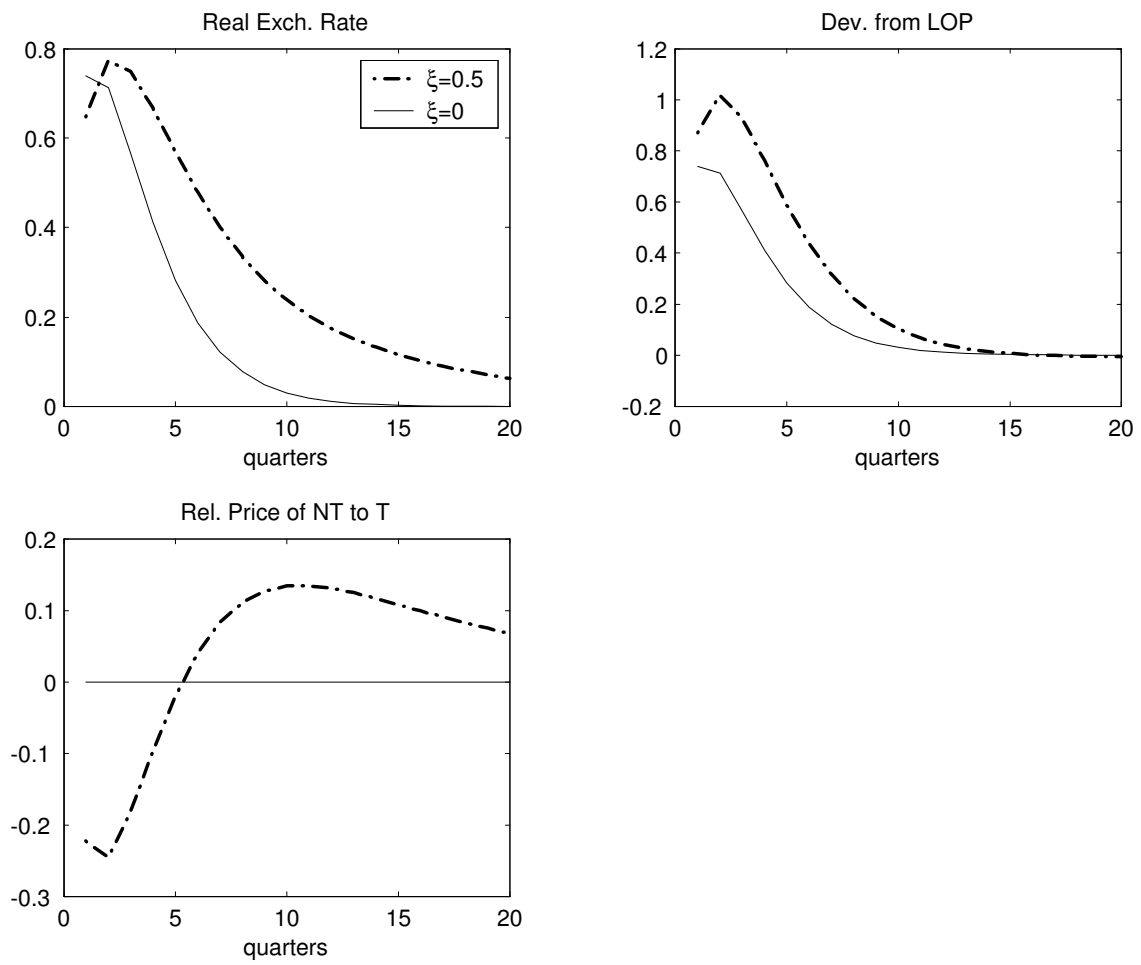 Real Exch. Rate
0.8
0.6
0.4
0.2
0
0 5 10 15 20
quarters
ξ=0.5
ξ=0
Dev. from LOP
1.2
1
0.8
0.6
0.4
0.2
0
-0.2
0 5 10 15 20
quarters
Rel. Price of NT to T
0.2
0.1
0
-0.1
-0.2
-0.3
0 5 10 15 20
quarters